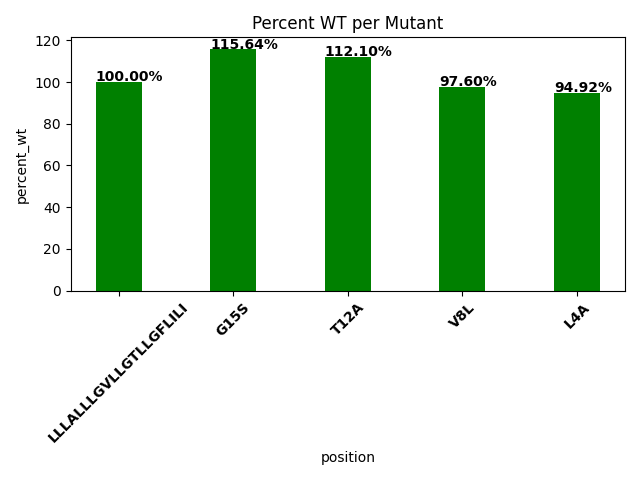 Percent WT per Mutant
percent_wt
120
100
80
60
40
20
0
100.00%
115.64%
112.10%
97.60%
94.92%
LLLALLLGVLLGTLLGFLILI
G15S
T12A
V8L
L4A
position